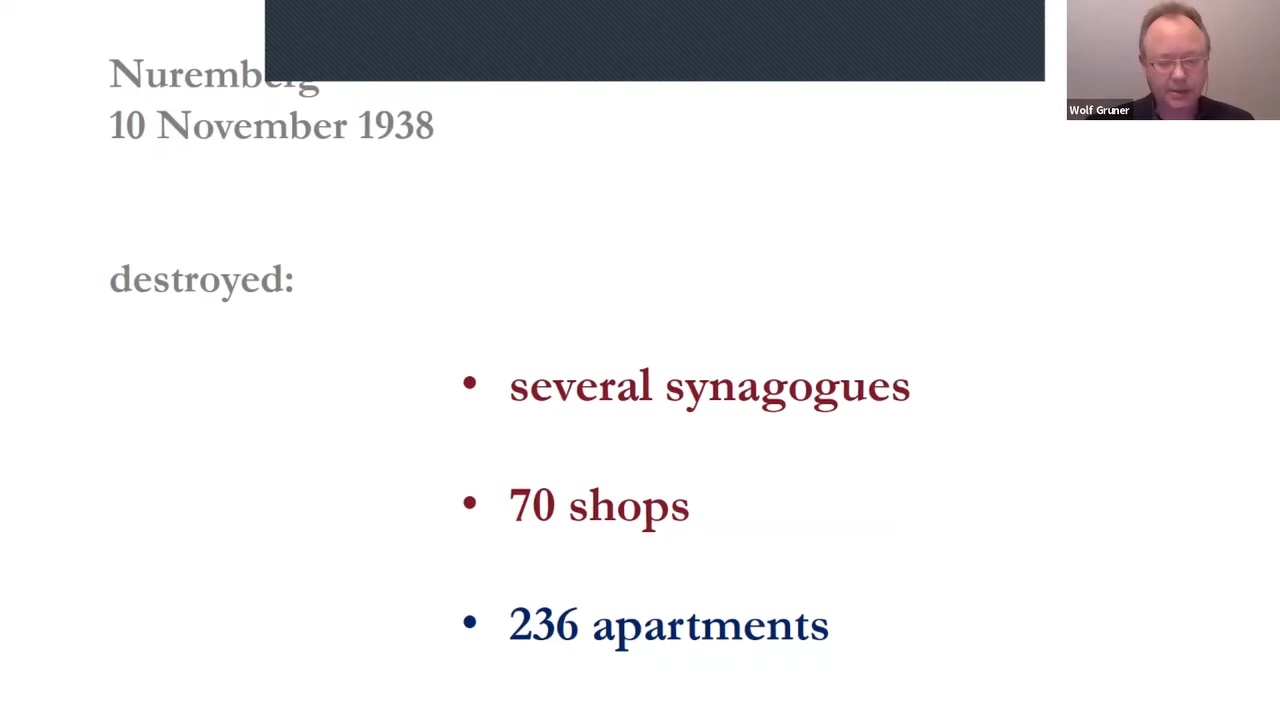 Nuremberg
10 November 1938
Wolf Gruner
destroyed:
• several synagogues
• 70 shops
• 236 apartments